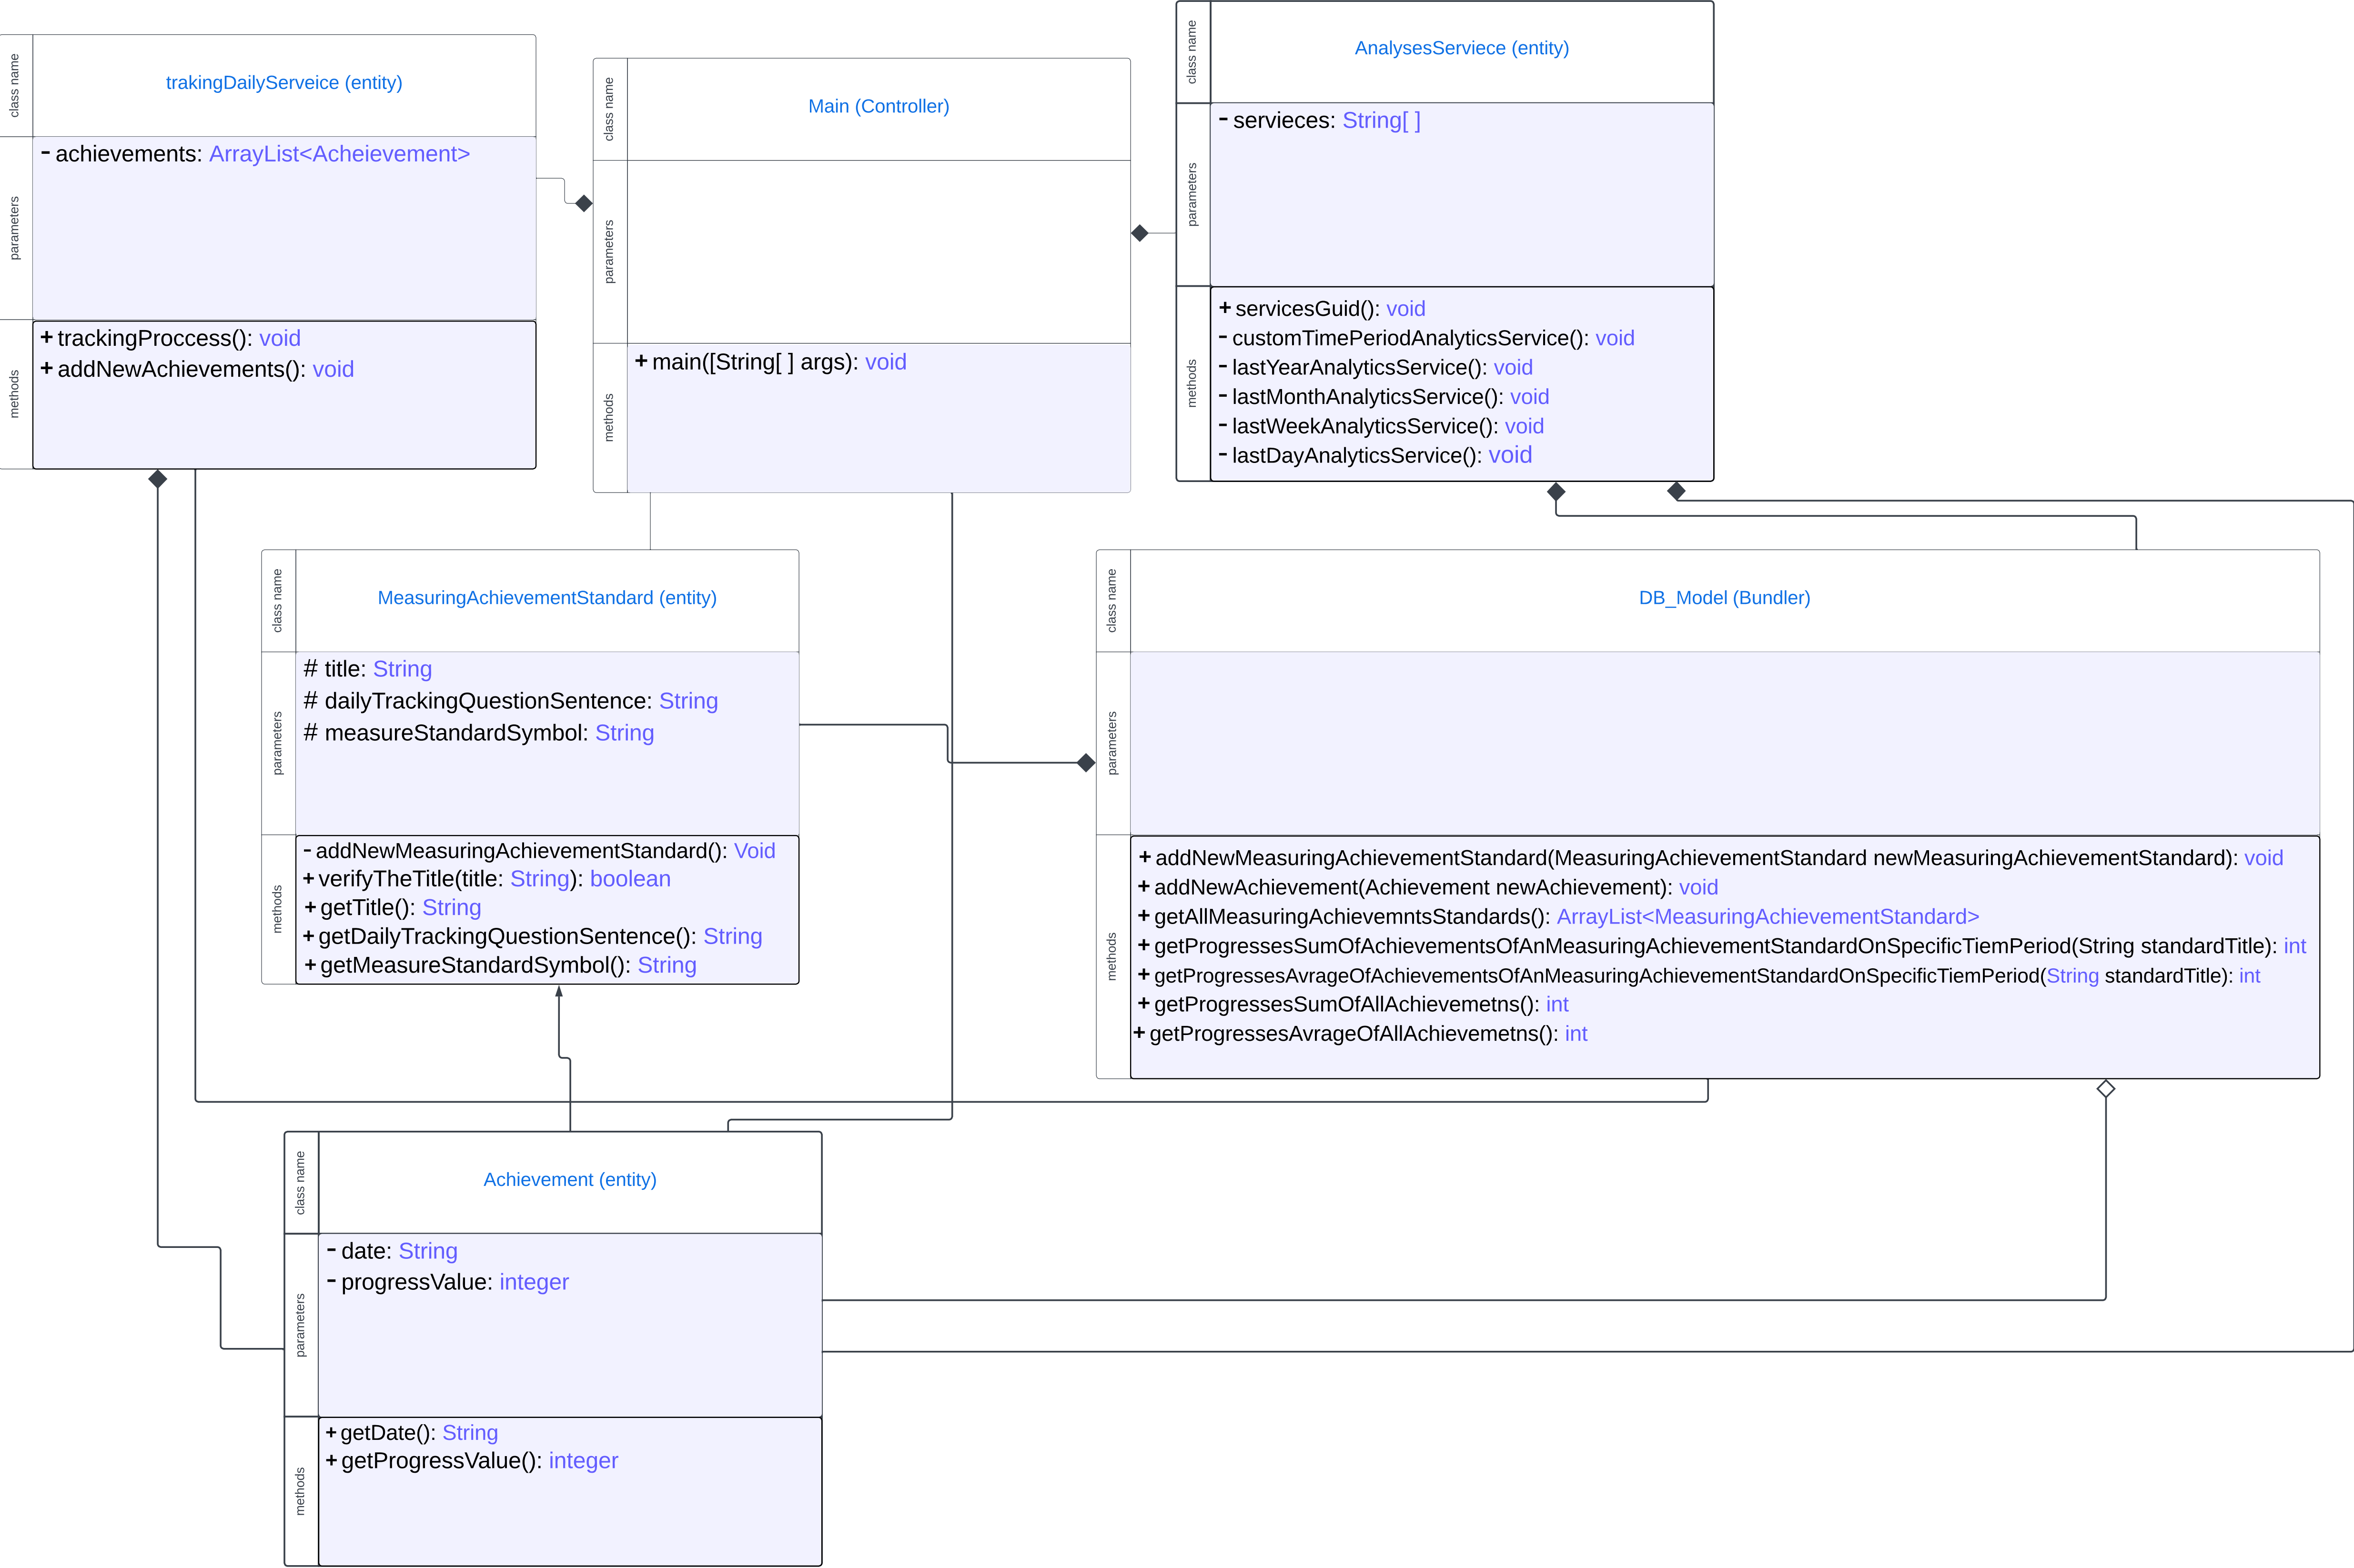 class name
trakingDailyServeice (entity)
parameters
- achievements: ArrayList<Acheievement>
methods
+ trackingProccess(): void
+ addNewAchievements(): void
class name
Main (Controller)
parameters
methods
+ main([String[ ] args): void
class name
AnalysesServiece (entity)
parameters
- servieces: String[ ]
methods
+ servicesGuid(): void
- customTimePeriodAnalyticsService(): void
- lastYearAnalyticsService(): void
- lastMonthAnalyticsService(): void
- lastWeekAnalyticsService(): void
- lastDayAnalyticsService(): void
class name
MeasuringAchievementStandard (entity)
parameters
# title: String
# dailyTrackingQuestionSentence: String
# measureStandardSymbol: String
methods
- addNewMeasuringAchievementStandard(): Void
+ verifyTheTitle(title: String): boolean
+ getTitle(): String
+ getDailyTrackingQuestionSentence(): String
+ getMeasureStandardSymbol(): String
class name
DB_Model (Bundler)
parameters
methods
+ addNewMeasuringAchievementStandard(MeasuringAchievementStandard newMeasuringAchievementStandard): void
+ addNewAchievement(Achievement newAchievement): void
+ getAllMeasuringAchievemntsStandards(): ArrayList<MeasuringAchievementStandard>
+ getProgressesSumOfAchievementsOfAnMeasuringAchievementStandardOnSpecificTiemPeriod(String standardTitle): int
+ getProgressesAvrageOfAchievementsOfAnMeasuringAchievementStandardOnSpecificTiemPeriod(String standardTitle): int
+ getProgressesSumOfAllAchievemetns(): int
+ getProgressesAvrageOfAllAchievemetns(): int
class name
Achievement (entity)
parameters
- date: String
- progressValue: integer
methods
+ getDate(): String
+ getProgressValue(): integer